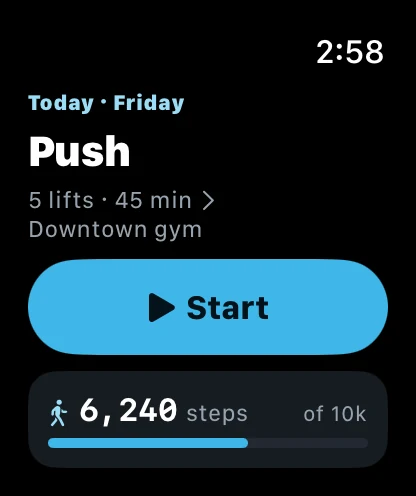 2:58
Today · Friday
Push
5 lifts · 45 min
Downtown gym
Start
6,240 steps of 10k